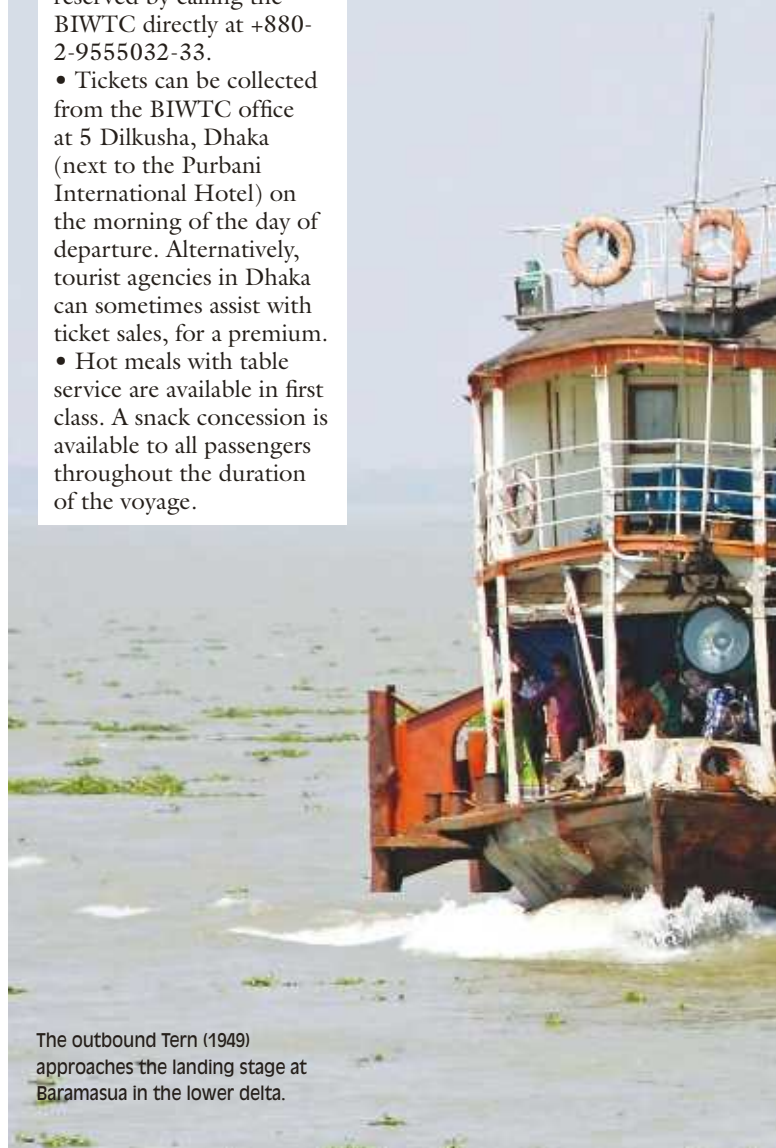 reserved by calling the
BIWTC directly at +880-
2-9555032-33.
• Tickets can be collected
from the BIWTC office
at 5 Dilkusha, Dhaka
(next to the Purbani
International Hotel) on
the morning of the day of
departure. Alternatively,
tourist agencies in Dhaka
can sometimes assist with
ticket sales, for a premium.
• Hot meals with table
service are available in first
class. A snack concession is
available to all passengers
throughout the duration
of the voyage.
The outbound Tern (1949)
approaches the landing stage at
Baramasua in the lower delta.